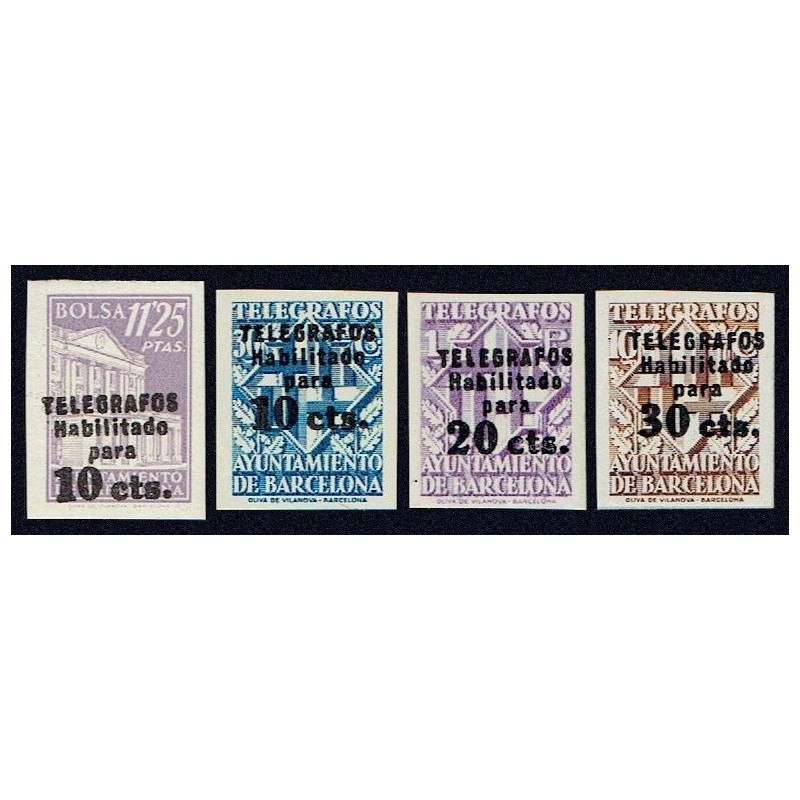 BOLSA 11'25
PTAS.
TELEGRAFOS
Habilitado
para
10 cts.
TELEGRAFOS
TELEGRAFOS
Habilitado
para
10 cts.
AYUNTAMIENTO
DE BARCELONA
OLIVA DE VILANOVA - BARCELONA
TELEGRAFOS
1 P
TELEGRAFOS
Habilitado
para
20 cts.
AYUNTAMIENTO
DE BARCELONA
OLIVA DE VILANOVA - BARCELONA
TELEGRAFOS
TELEGRAFOS
Habilitado
para
30 cts.
AYUNTAMIENTO
DE BARCELONA
OLIVA DE VILANOVA - BARCELONA